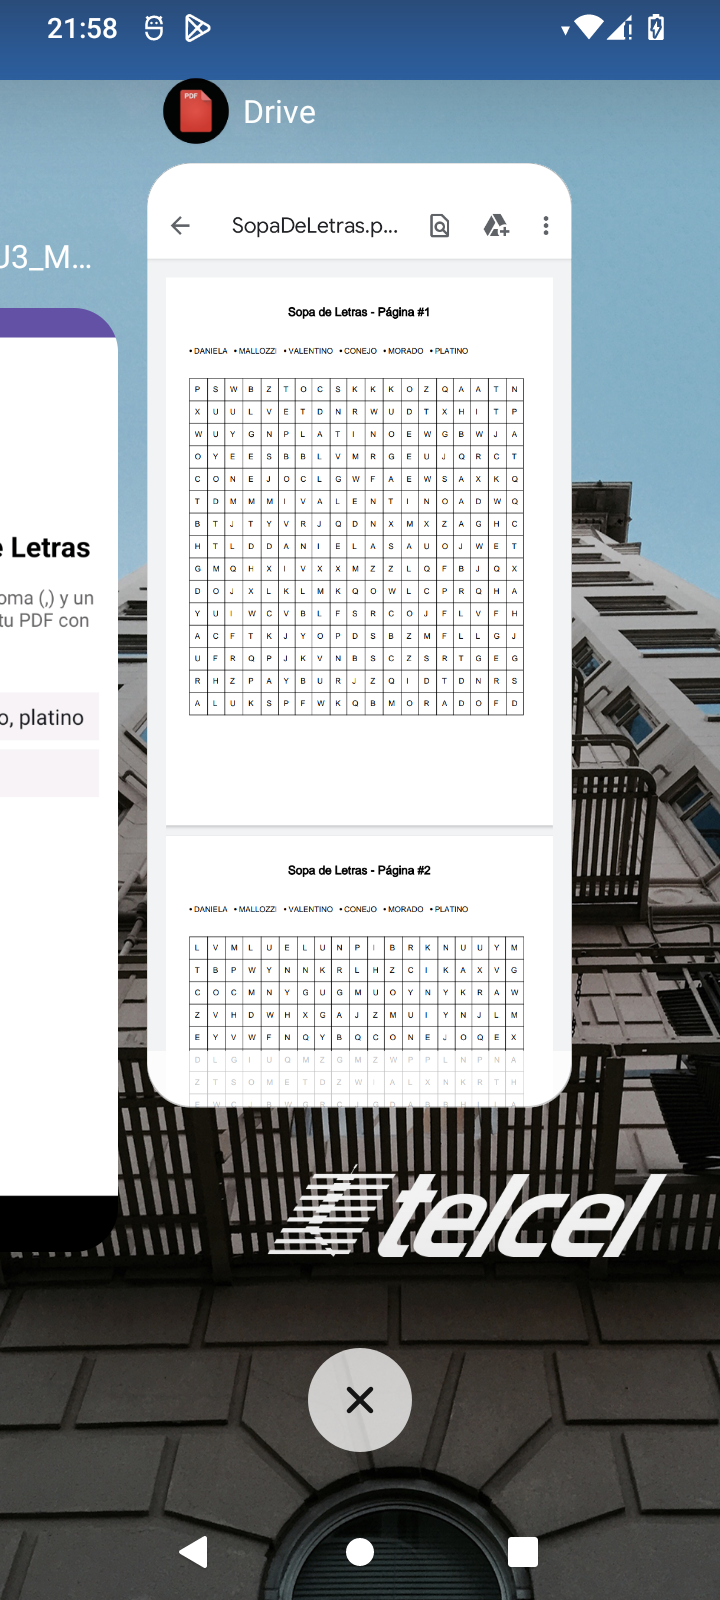 21:58
Drive
SopaDeLetras.p...
J3_M...
Sopa de Letras - Página #1
• DANIELA • MALLOZZI • VALENTINO • CONEJO • MORADO • PLATINO
P S W B Z T O C S K K K O Z Q A A T N
X U U L V E T D N R W U D T X H I T P
W U Y G N P L A T I N O E W G B W J A
O Y E E S B B L V M R G E U J Q R C T
C O N E J O C L G W F A E W S A X K Q
T D M M M I V A L E N T I N O A D W Q
B T J T Y V R J Q D N X M X Z A G H C
H T L D D A N I E L A S A U O J W E T
G M Q H X I V X X M Z Z L Q F B J Q X
D O J X L K L M K Q O W L C P R Q H A
Y U I W C V B L F S R C O J F L V F H
A C F T K J Y O P D S B Z M F L L G J
U F R Q P J K V N B S C Z S R T G E G
R H Z P A Y B U R J Z Q I D T D N R S
A L U K S P F W K Q B M O R A D O F D
e Letras
oma (,) y un
tu PDF con
o, platino
Sopa de Letras - Página #2
• DANIELA • MALLOZZI • VALENTINO • CONEJO • MORADO • PLATINO
L V M L U E L U N P I B R K N U U Y M
T B P W Y N N K R L H Z C I K A X V G
C O C M N Y G U G M U O Y N Y K R A W
Z V H D W H X G A J Z M U I Y N J L M
E Y V W F N Q Y B Q C O N E J O Q E X
D L G I U Q M Z G M Z W P P L N P N A
Z T S O M E T D Z W I A L X N K R T H
telcel